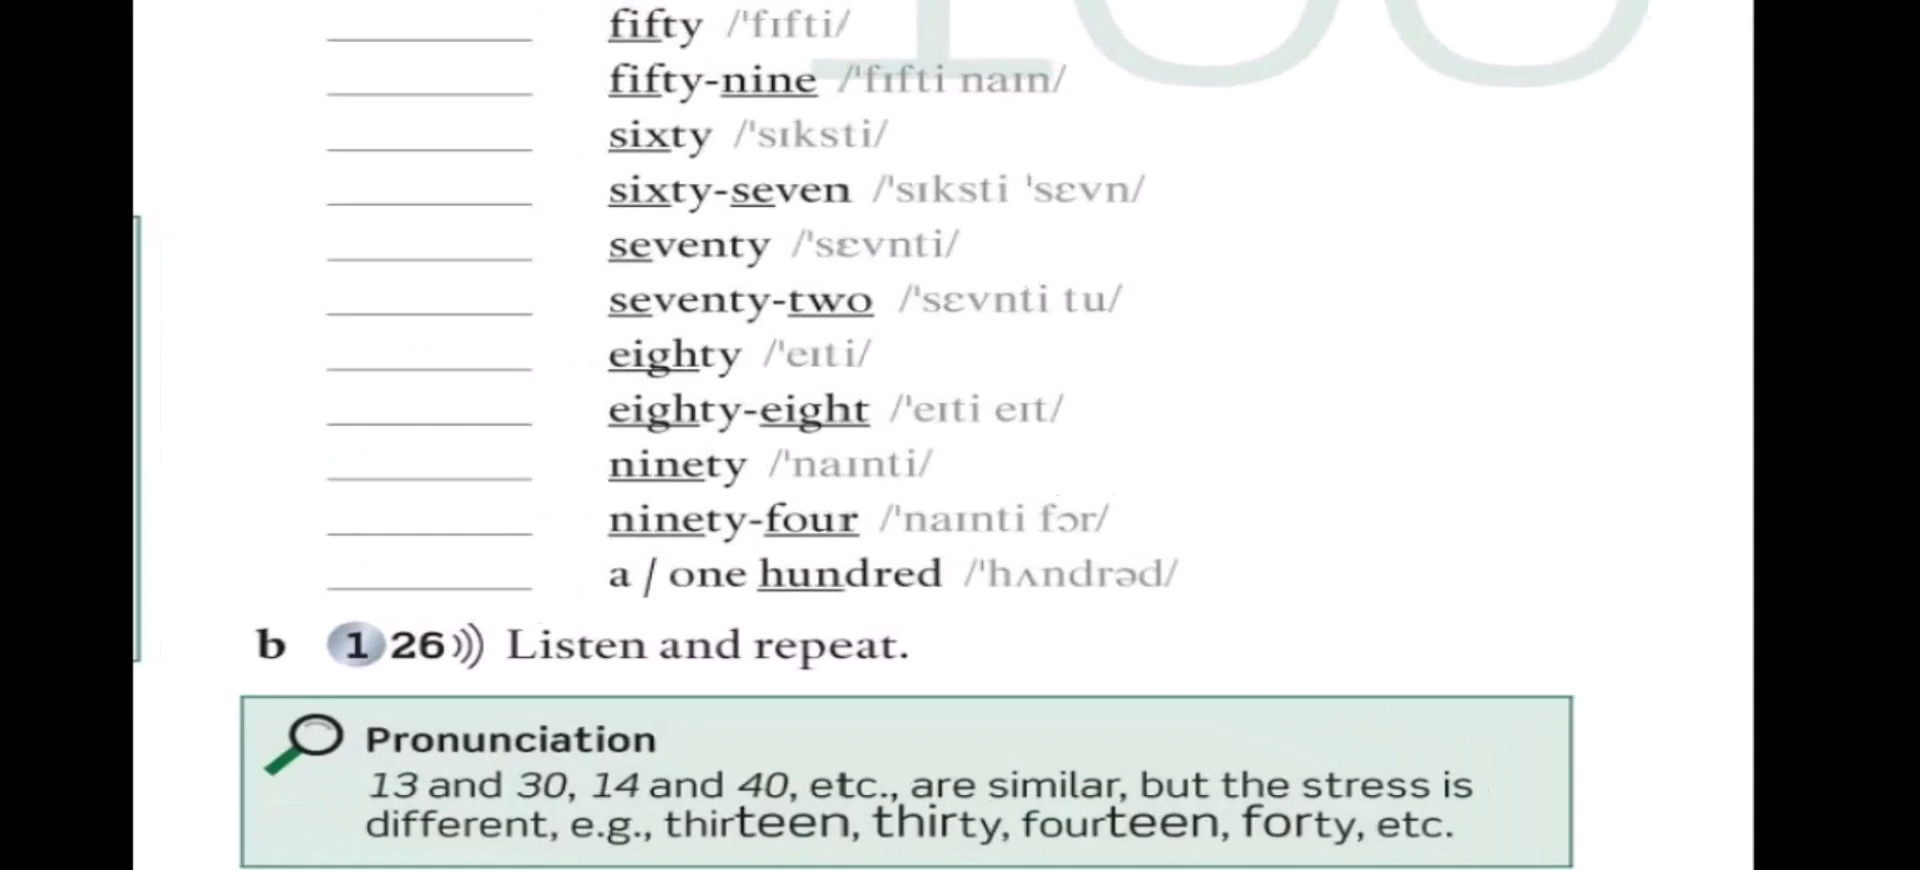 100
fifty /ˈfɪfti/
fifty-nine /ˈfɪfti naɪn/
sixty /ˈsɪksti/
sixty-seven /ˈsɪksti ˈsɛvn/
seventy /ˈsɛvnti/
seventy-two /ˈsɛvnti tu/
eighty /ˈeɪti/
eighty-eight /ˈeɪti eɪt/
ninety /ˈnaɪnti/
ninety-four /ˈnaɪnti fɔr/
a / one hundred /ˈhʌndrəd/
b 1 26))) Listen and repeat.
Pronunciation
13 and 30, 14 and 40, etc., are similar, but the stress is
different, e.g., thirteen, thirty, fourteen, forty, etc.